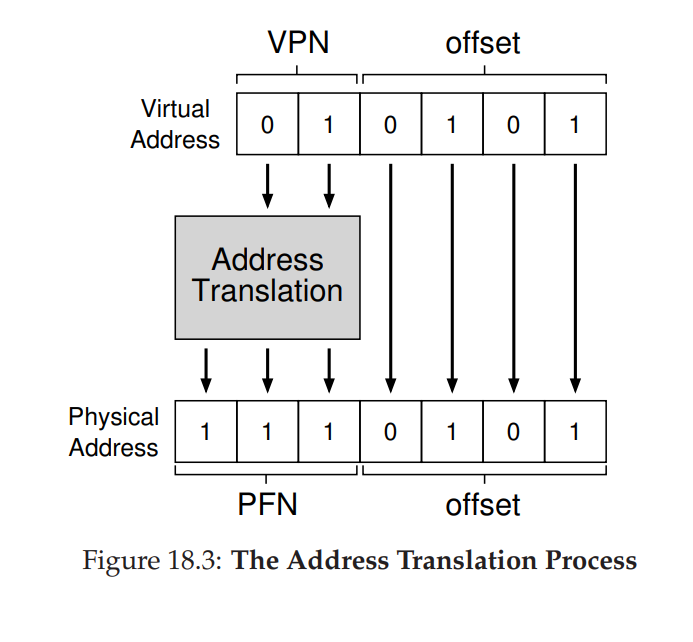 VPN offset
Virtual
Address
0 1 0 1 0 1
Address
Translation
Physical
Address
1 1 1 0 1 0 1
PFN offset
Figure 18.3: The Address Translation Process